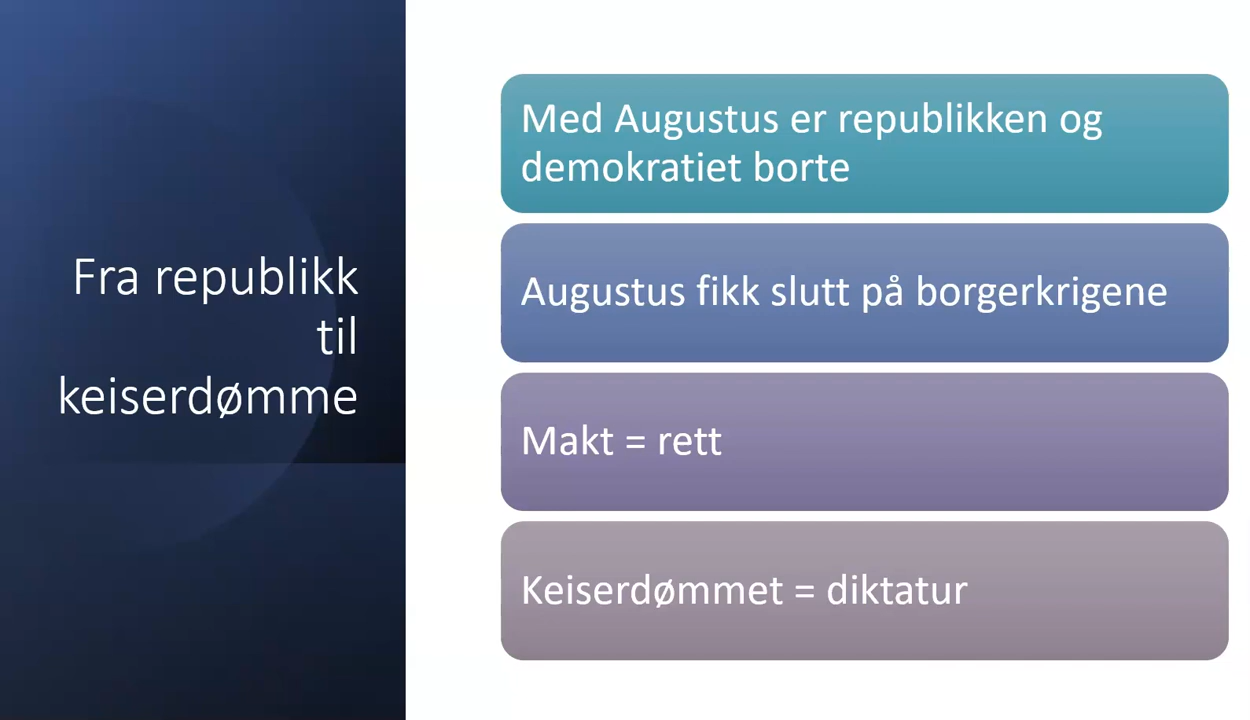 Fra republikk
til
keiserdømme
Med Augustus er republikken og
demokratiet borte
Augustus fikk slutt på borgerkrigene
Makt = rett
Keiserdømmet = diktatur